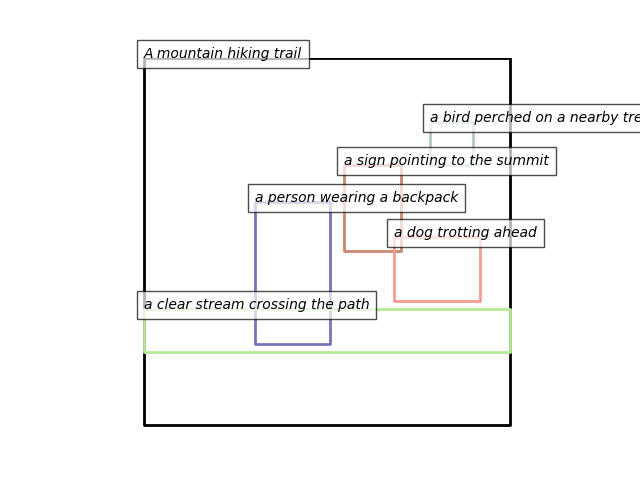 A mountain hiking trail
a bird perched on a nearby tre
a sign pointing to the summit
a person wearing a backpack
a dog trotting ahead
a clear stream crossing the path